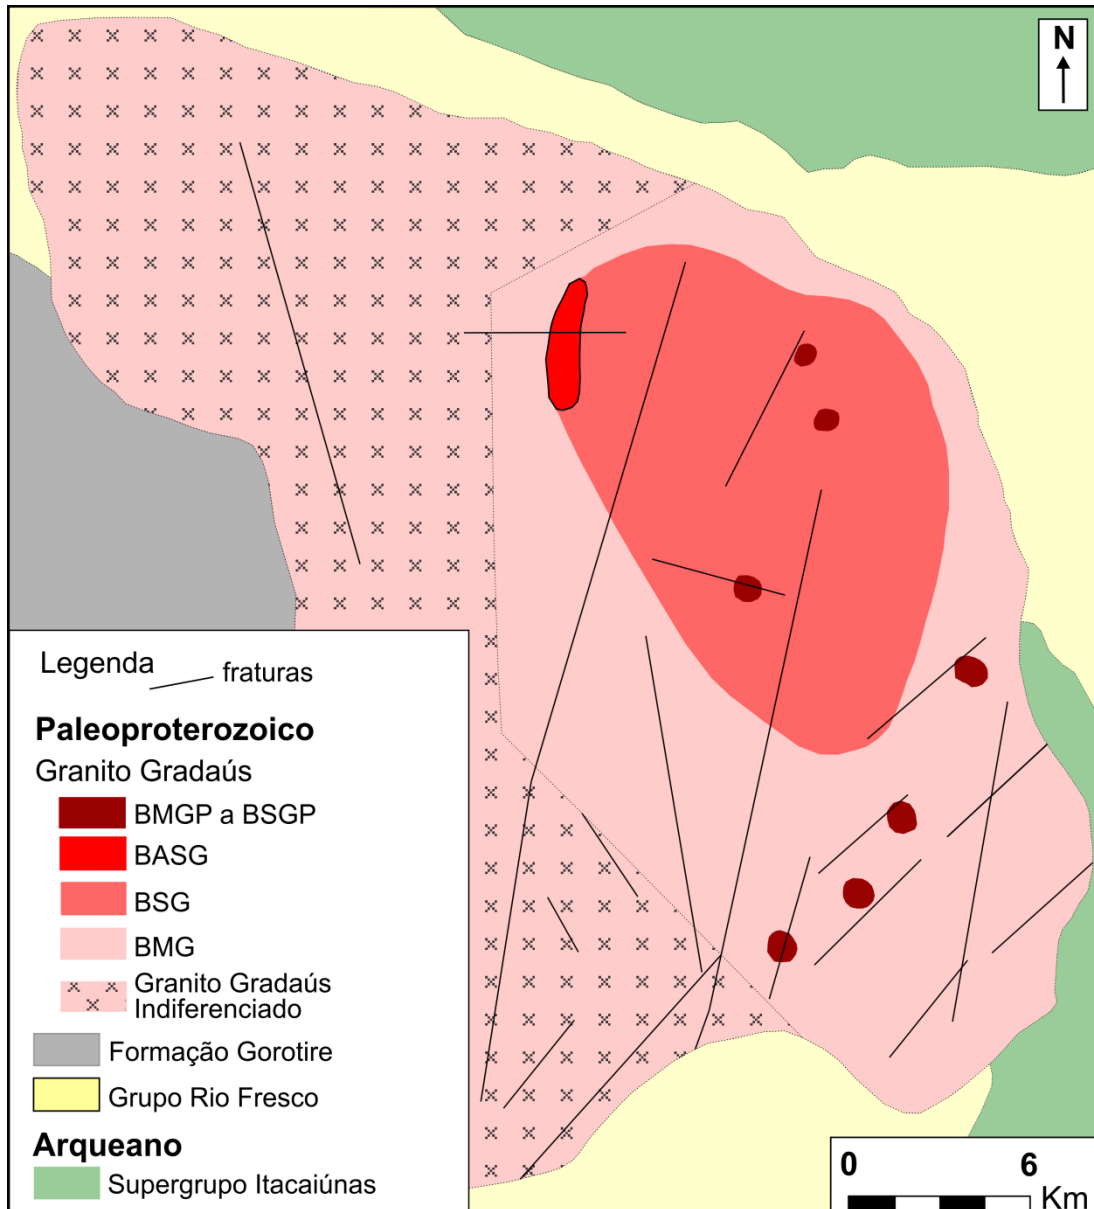 N
Legenda
fraturas
Paleoproterozoico
Granito Gradaús
BMGP a BSGP
BASG
BSG
BMG
Granito Gradaús
Indiferenciado
Formação Gorotire
Grupo Rio Fresco
Arqueano
Supergrupo Itacaiúnas
0 6
Km